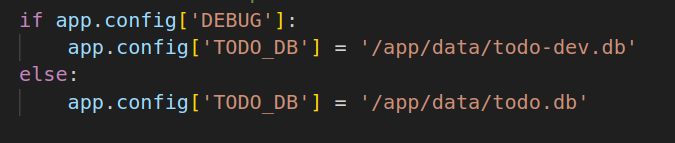 if app.config['DEBUG']:
    app.config['TODO_DB'] = '/app/data/todo-dev.db'
else:
    app.config['TODO_DB'] = '/app/data/todo.db'